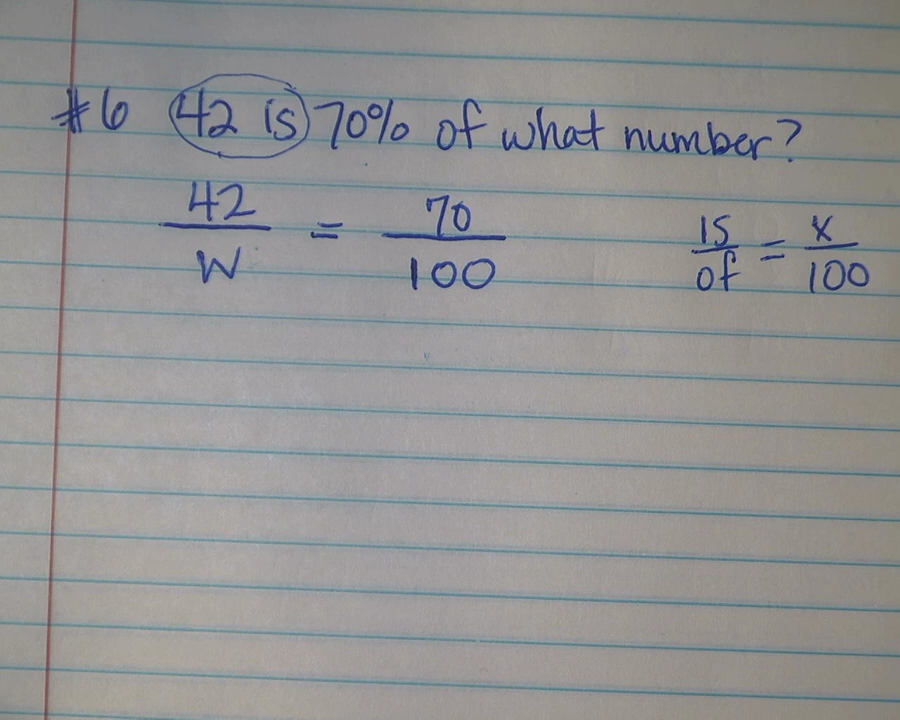 #6 42 is 70% of what number?
42/W = 70/100
is/of = x/100